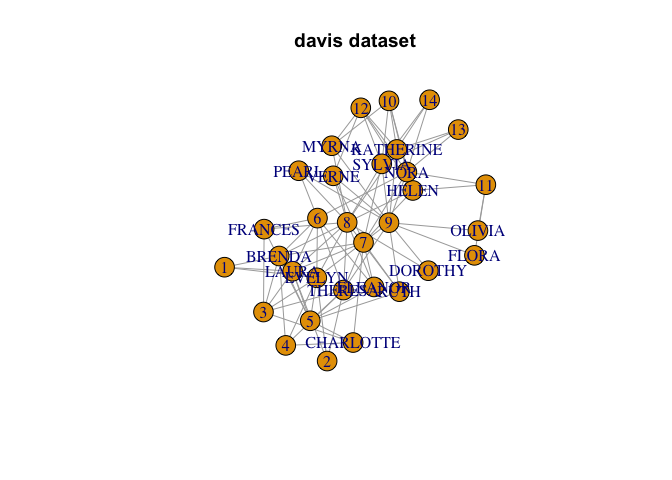 davis dataset
12
10
14
13
MYRNA
KATHERINE
SYLVIA
PEARL
VERNE
NORA
HELEN
11
6
8
9
FRANCES
OLIVIA
7
BRENDA
FLORA
1
LAURA
EVELYN
DOROTHY
THERESA
ELEANOR
RUTH
3
5
4
CHARLOTTE
2